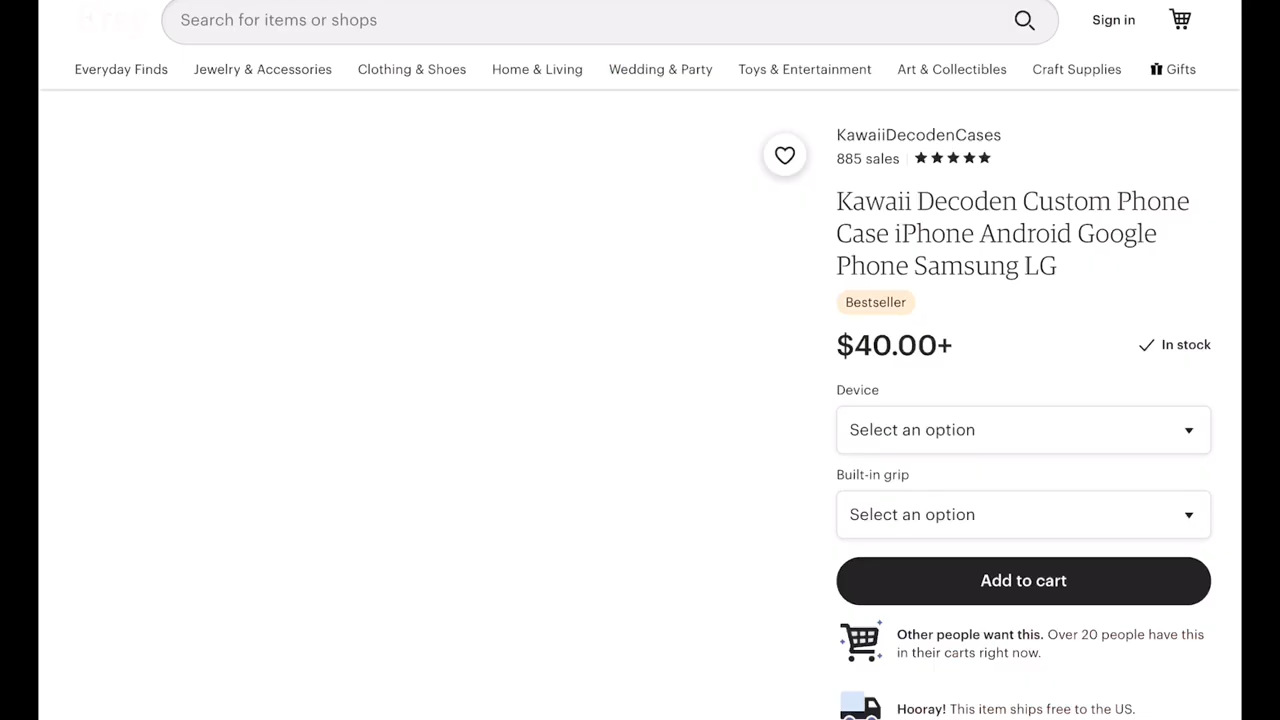 Search for items or shops
Sign in
Everyday Finds
Jewelry & Accessories
Clothing & Shoes
Home & Living
Wedding & Party
Toys & Entertainment
Art & Collectibles
Craft Supplies
Gifts
KawaiiDecodenCases
885 sales
Kawaii Decoden Custom Phone
Case iPhone Android Google
Phone Samsung LG
Bestseller
$40.00+
In stock
Device
Select an option
Built-in grip
Select an option
Add to cart
Other people want this. Over 20 people have this
in their carts right now.
Hooray! This item ships free to the US.